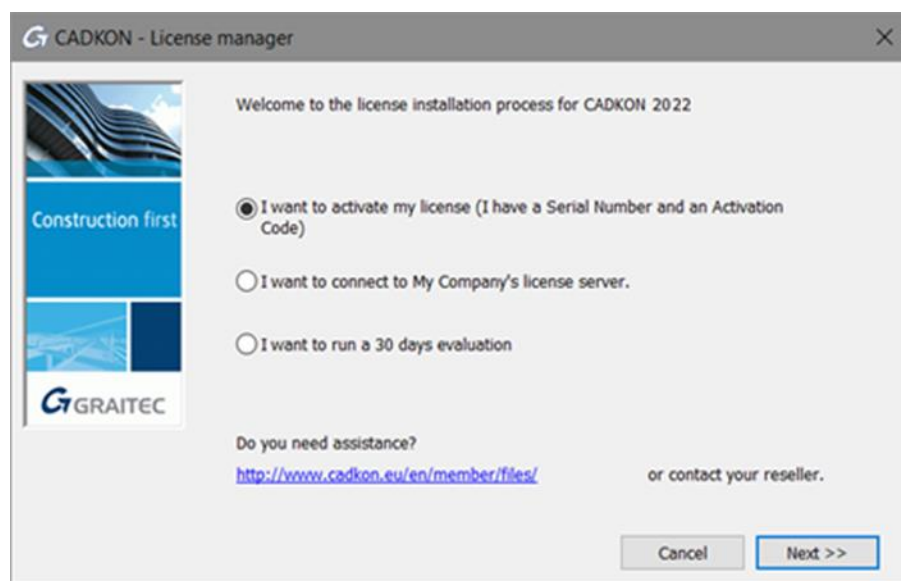 CADKON - License manager
Welcome to the license installation process for CADKON 2022
Construction first
I want to activate my license (I have a Serial Number and an Activation
Code)
I want to connect to My Company's license server.
I want to run a 30 days evaluation
GRAITEC
Do you need assistance?
http://www.cadkon.eu/en/member/files/ or contact your reseller.
Cancel Next >>